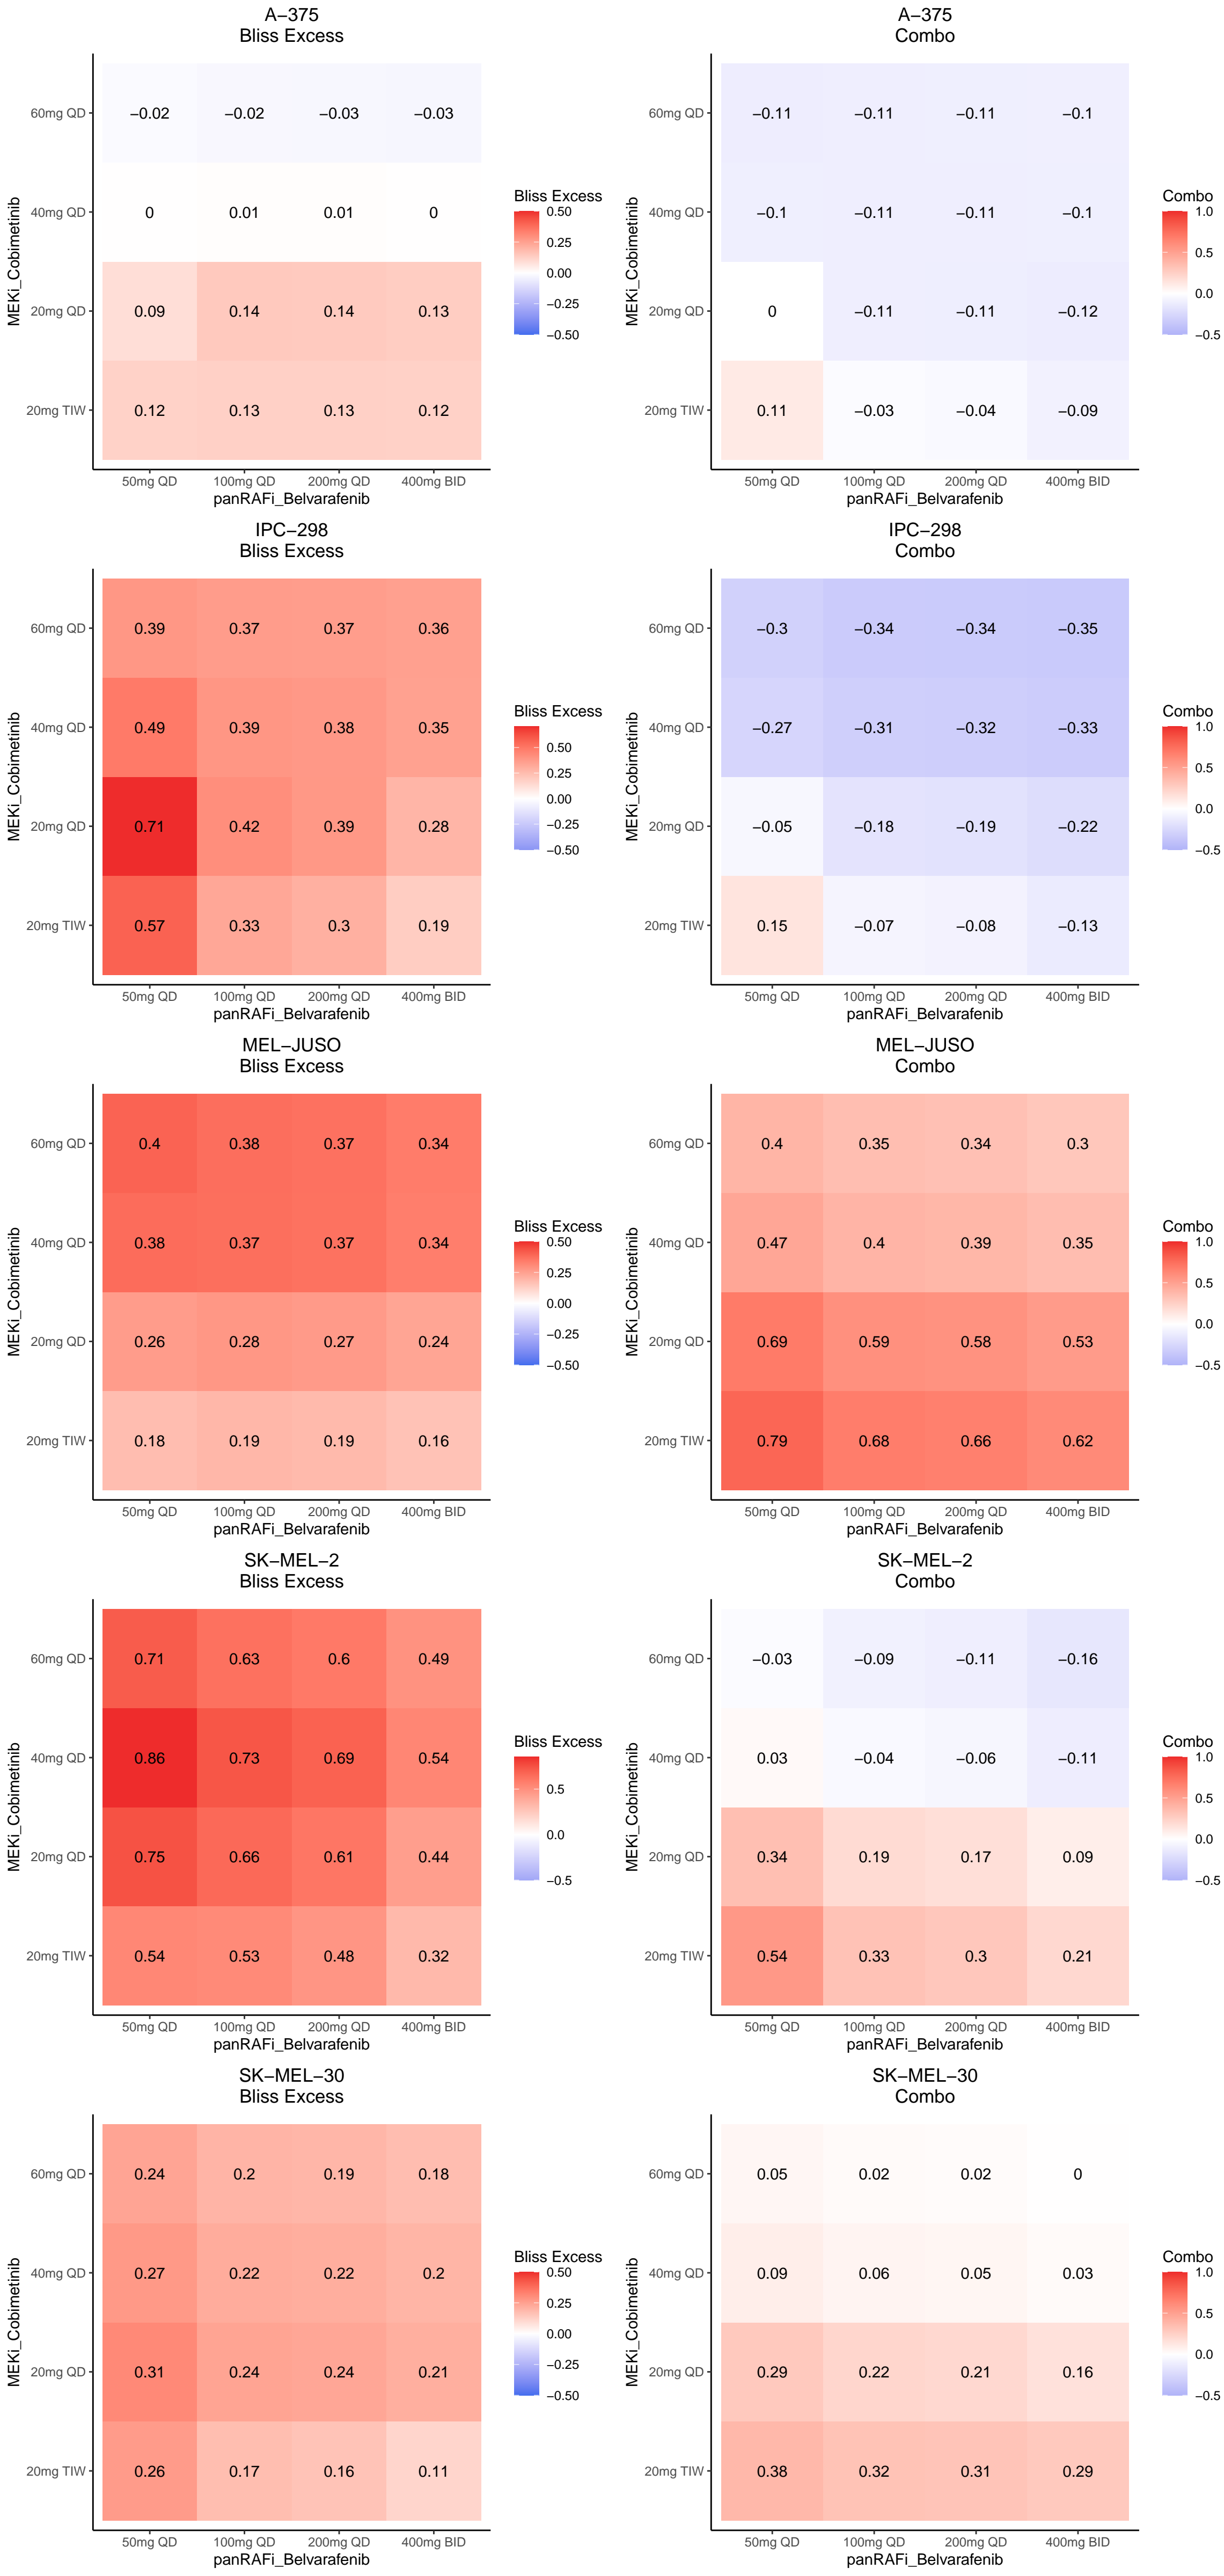 A−375
Bliss Excess
60mg QD −0.02 −0.02 −0.03 −0.03
40mg QD 0 0.01 0.01 0
20mg QD 0.09 0.14 0.14 0.13
20mg TIW 0.12 0.13 0.13 0.12
50mg QD 100mg QD 200mg QD 400mg BID
panRAFi_Belvarafenib
MEKi_Cobimetinib
Bliss Excess
0.50
0.25
0.00
−0.25
−0.50
A−375
Combo
60mg QD −0.11 −0.11 −0.11 −0.1
40mg QD −0.1 −0.11 −0.11 −0.1
20mg QD 0 −0.11 −0.11 −0.12
20mg TIW 0.11 −0.03 −0.04 −0.09
50mg QD 100mg QD 200mg QD 400mg BID
panRAFi_Belvarafenib
MEKi_Cobimetinib
Combo
1.0
0.5
0.0
−0.5
IPC−298
Bliss Excess
60mg QD 0.39 0.37 0.37 0.36
40mg QD 0.49 0.39 0.38 0.35
20mg QD 0.71 0.42 0.39 0.28
20mg TIW 0.57 0.33 0.3 0.19
50mg QD 100mg QD 200mg QD 400mg BID
panRAFi_Belvarafenib
MEKi_Cobimetinib
Bliss Excess
0.50
0.25
0.00
−0.25
−0.50
IPC−298
Combo
60mg QD −0.3 −0.34 −0.34 −0.35
40mg QD −0.27 −0.31 −0.32 −0.33
20mg QD −0.05 −0.18 −0.19 −0.22
20mg TIW 0.15 −0.07 −0.08 −0.13
50mg QD 100mg QD 200mg QD 400mg BID
panRAFi_Belvarafenib
MEKi_Cobimetinib
Combo
1.0
0.5
0.0
−0.5
MEL−JUSO
Bliss Excess
60mg QD 0.4 0.38 0.37 0.34
40mg QD 0.38 0.37 0.37 0.34
20mg QD 0.26 0.28 0.27 0.24
20mg TIW 0.18 0.19 0.19 0.16
50mg QD 100mg QD 200mg QD 400mg BID
panRAFi_Belvarafenib
MEKi_Cobimetinib
Bliss Excess
0.50
0.25
0.00
−0.25
−0.50
MEL−JUSO
Combo
60mg QD 0.4 0.35 0.34 0.3
40mg QD 0.47 0.4 0.39 0.35
20mg QD 0.69 0.59 0.58 0.53
20mg TIW 0.79 0.68 0.66 0.62
50mg QD 100mg QD 200mg QD 400mg BID
panRAFi_Belvarafenib
MEKi_Cobimetinib
Combo
1.0
0.5
0.0
−0.5
SK−MEL−2
Bliss Excess
60mg QD 0.71 0.63 0.6 0.49
40mg QD 0.86 0.73 0.69 0.54
20mg QD 0.75 0.66 0.61 0.44
20mg TIW 0.54 0.53 0.48 0.32
50mg QD 100mg QD 200mg QD 400mg BID
panRAFi_Belvarafenib
MEKi_Cobimetinib
Bliss Excess
0.5
0.0
−0.5
SK−MEL−2
Combo
60mg QD −0.03 −0.09 −0.11 −0.16
40mg QD 0.03 −0.04 −0.06 −0.11
20mg QD 0.34 0.19 0.17 0.09
20mg TIW 0.54 0.33 0.3 0.21
50mg QD 100mg QD 200mg QD 400mg BID
panRAFi_Belvarafenib
MEKi_Cobimetinib
Combo
1.0
0.5
0.0
−0.5
SK−MEL−30
Bliss Excess
60mg QD 0.24 0.2 0.19 0.18
40mg QD 0.27 0.22 0.22 0.2
20mg QD 0.31 0.24 0.24 0.21
20mg TIW 0.26 0.17 0.16 0.11
50mg QD 100mg QD 200mg QD 400mg BID
panRAFi_Belvarafenib
MEKi_Cobimetinib
Bliss Excess
0.50
0.25
0.00
−0.25
−0.50
SK−MEL−30
Combo
60mg QD 0.05 0.02 0.02 0
40mg QD 0.09 0.06 0.05 0.03
20mg QD 0.29 0.22 0.21 0.16
20mg TIW 0.38 0.32 0.31 0.29
50mg QD 100mg QD 200mg QD 400mg BID
panRAFi_Belvarafenib
MEKi_Cobimetinib
Combo
1.0
0.5
0.0
−0.5